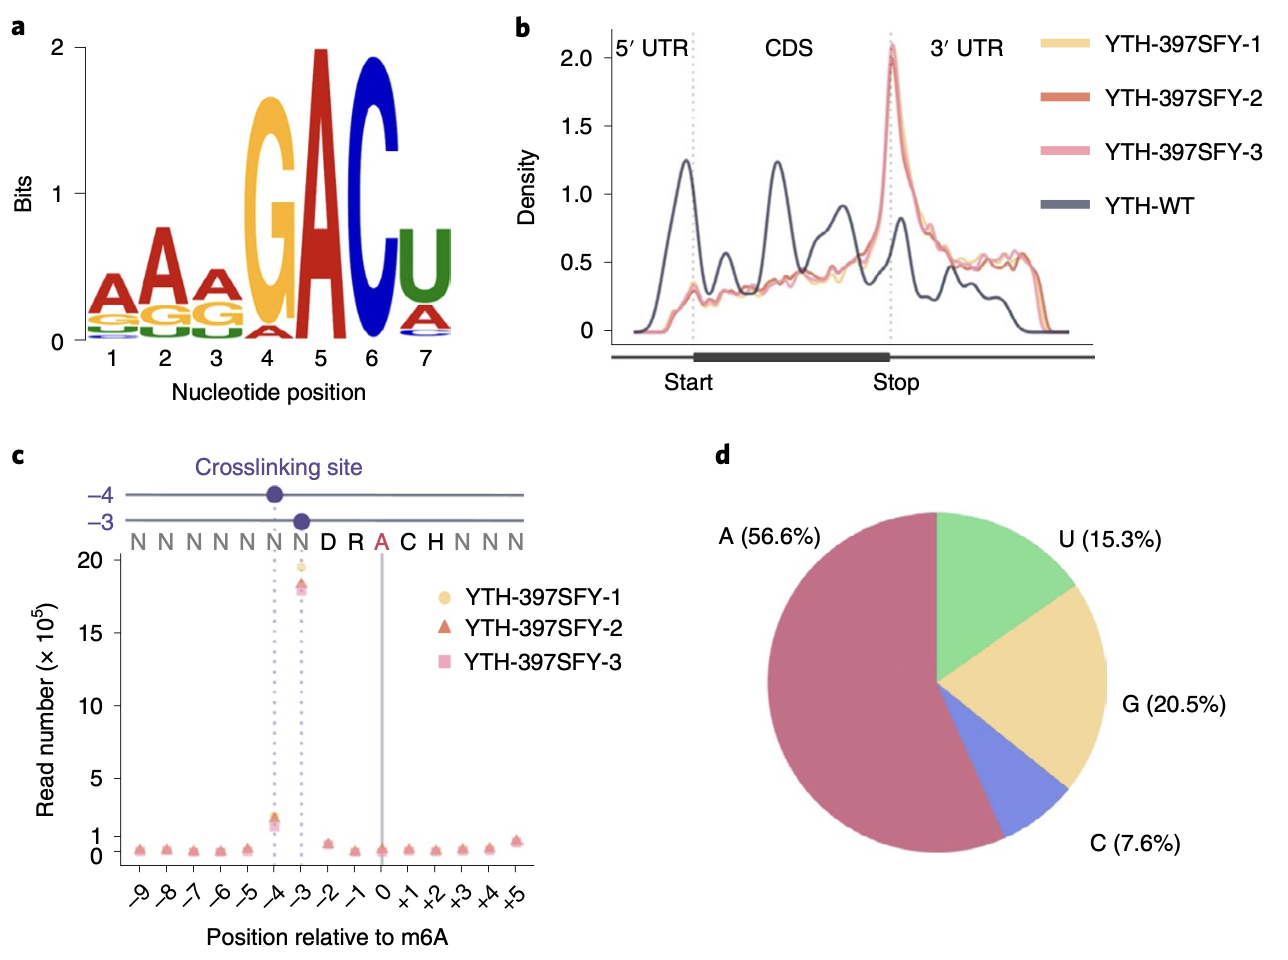 a
2
1
0
Bits
A A A G A C U
G G G A A
U U U C
C
1 2 3 4 5 6 7
Nucleotide position
b
5′ UTR CDS 3′ UTR
2.0
1.5
1.0
0.5
0
Density
Start Stop
YTH-397SFY-1
YTH-397SFY-2
YTH-397SFY-3
YTH-WT
c
Crosslinking site
–4
–3
N N N N N N N D R A C H N N N
20
15
10
5
1
0
Read number (× 10⁵)
YTH-397SFY-1
YTH-397SFY-2
YTH-397SFY-3
–9 –8 –7 –6 –5 –4 –3 –2 –1 0 +1 +2 +3 +4 +5
Position relative to m6A
d
A (56.6%)
U (15.3%)
G (20.5%)
C (7.6%)